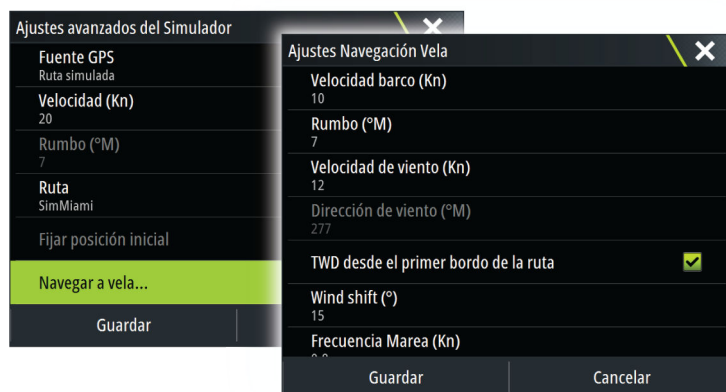 Ajustes avanzados del Simulador
Fuente GPS
Ruta simulada
Velocidad (Kn)
20
Rumbo (°M)
7
Ruta
SimMiami
Fijar posición inicial
Navegar a vela...
Guardar
Ajustes Navegación Vela
Velocidad barco (Kn)
10
Rumbo (°M)
7
Velocidad de viento (Kn)
12
Dirección de viento (°M)
277
TWD desde el primer bordo de la ruta
Wind shift (°)
15
Frecuencia Marea (Kn)
Guardar
Cancelar